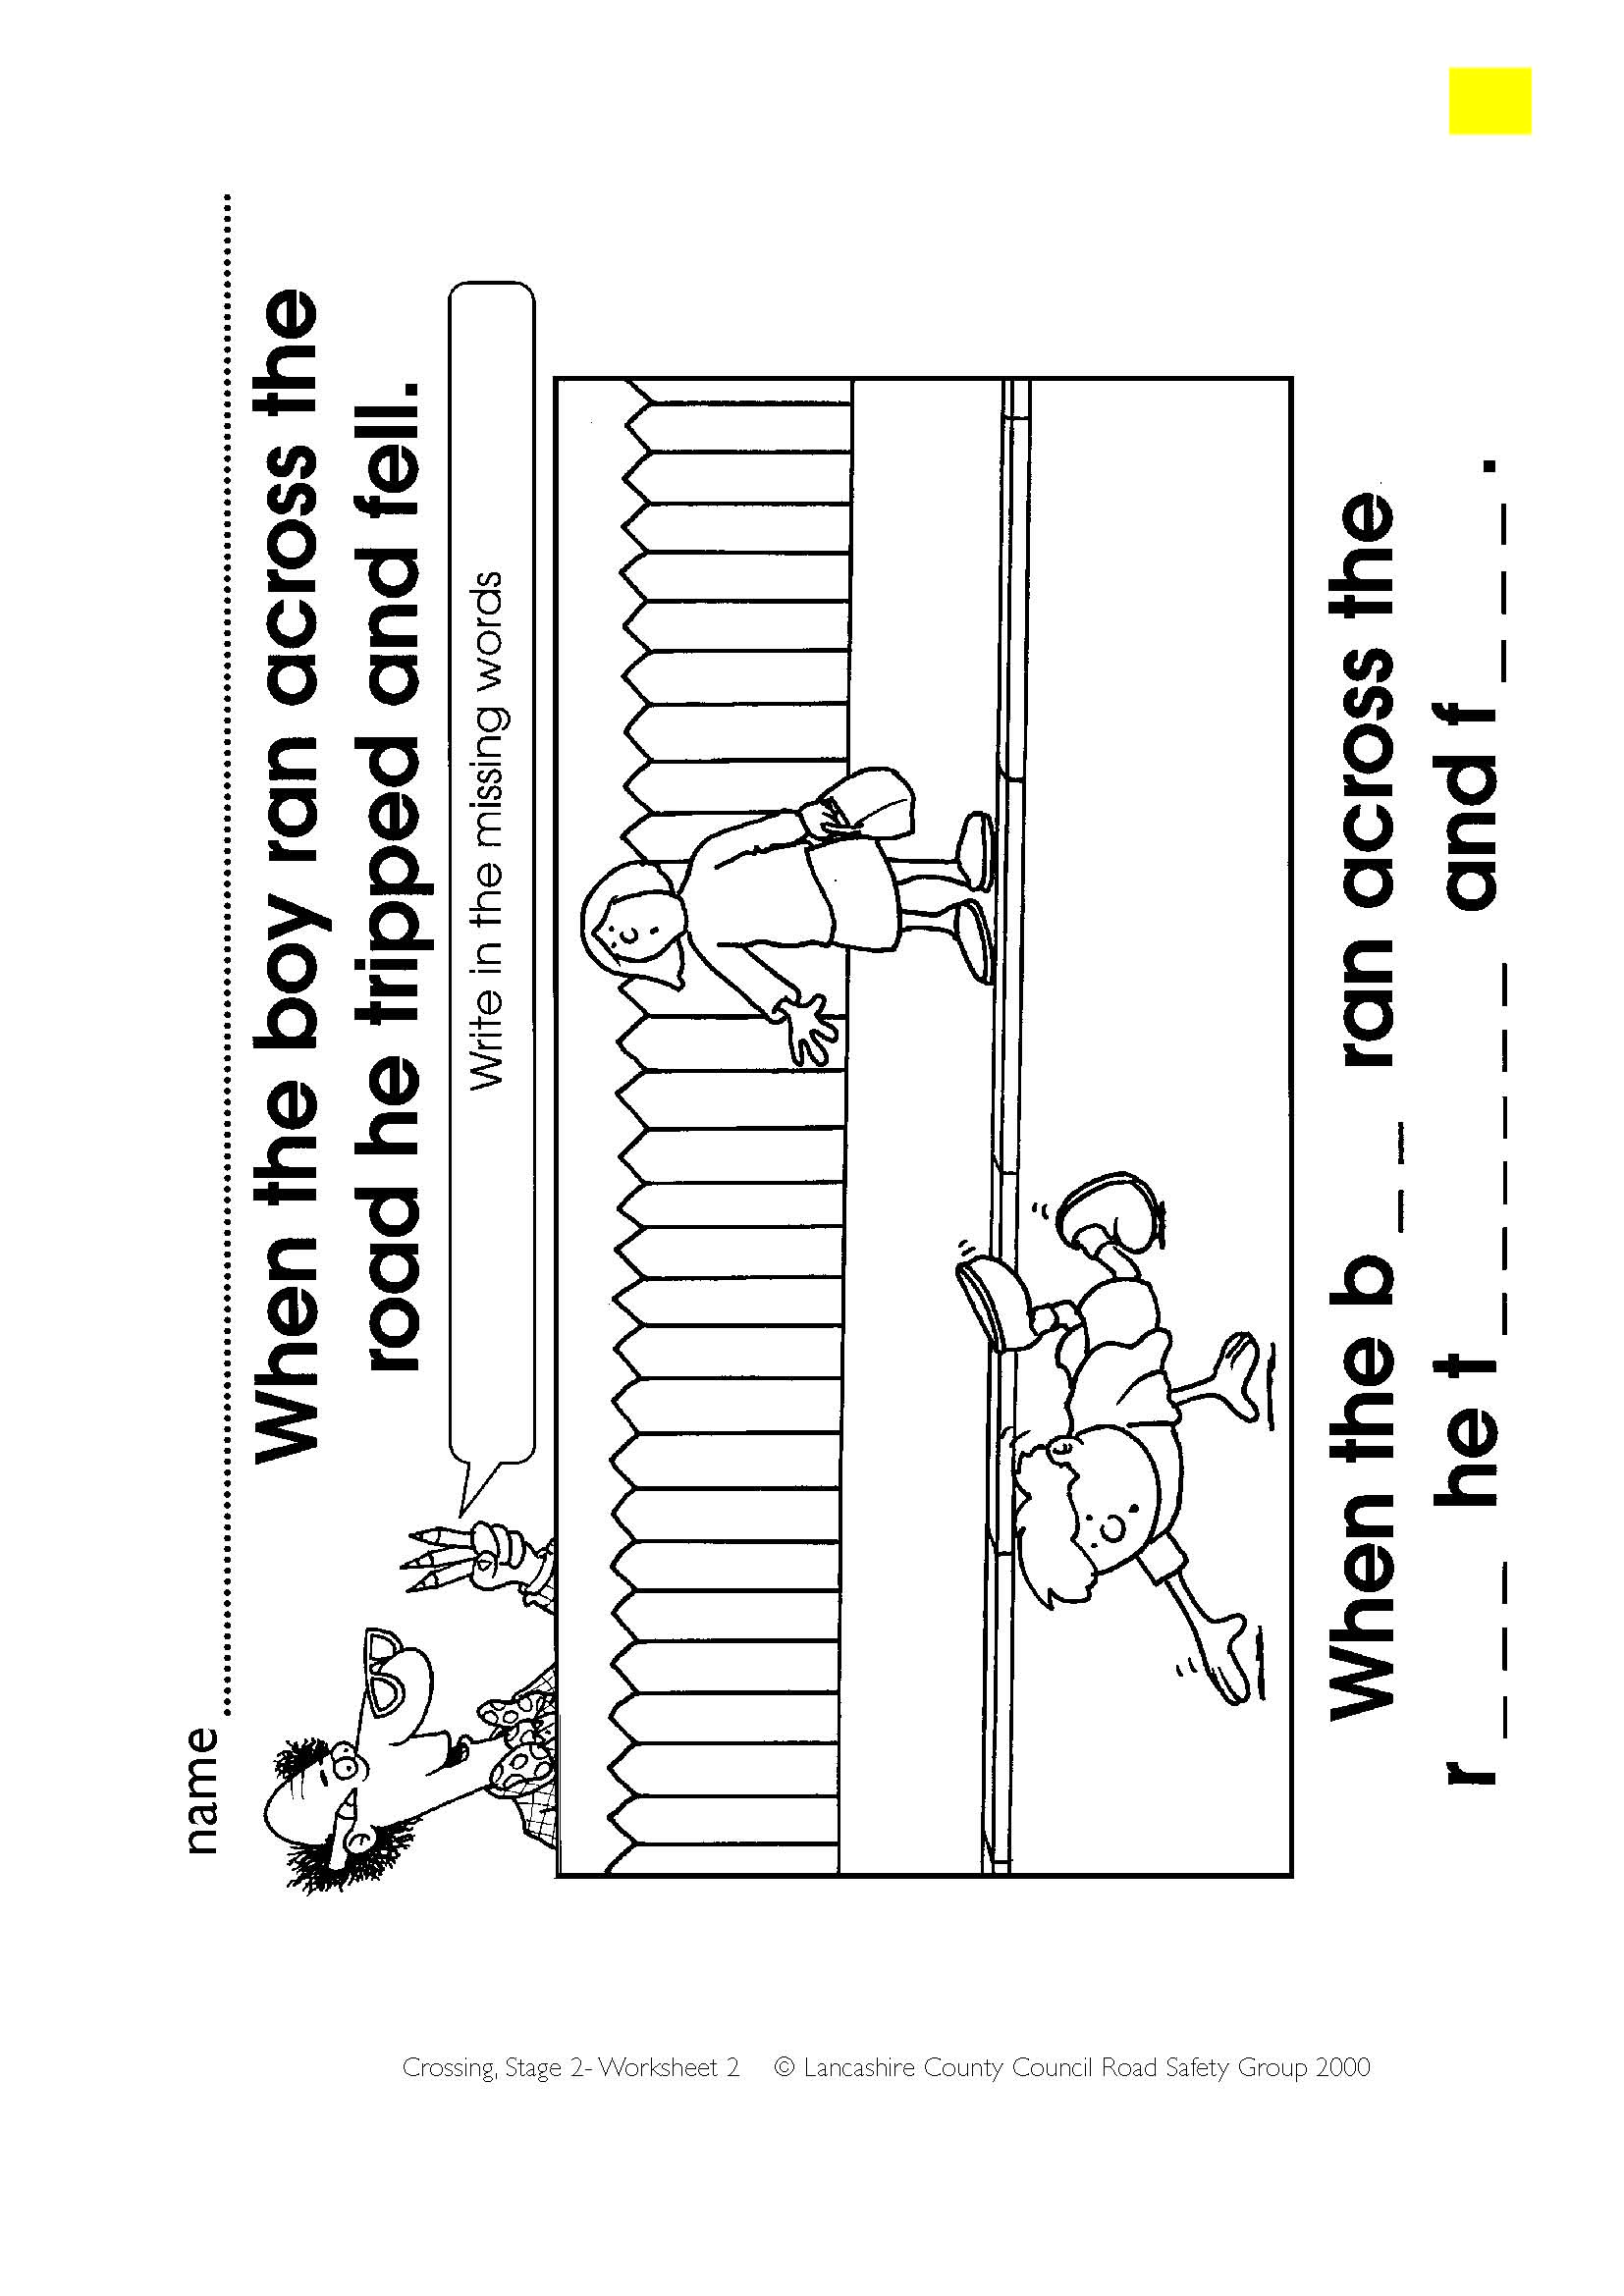 name ................................................................
When the boy ran across the
road he tripped and fell.
Write in the missing words
When the b _ _ ran across the
r _ _ _ he t _ _ _ _ _ _ and f _ _ _ .
Crossing, Stage 2- Worksheet 2 © Lancashire County Council Road Safety Group 2000